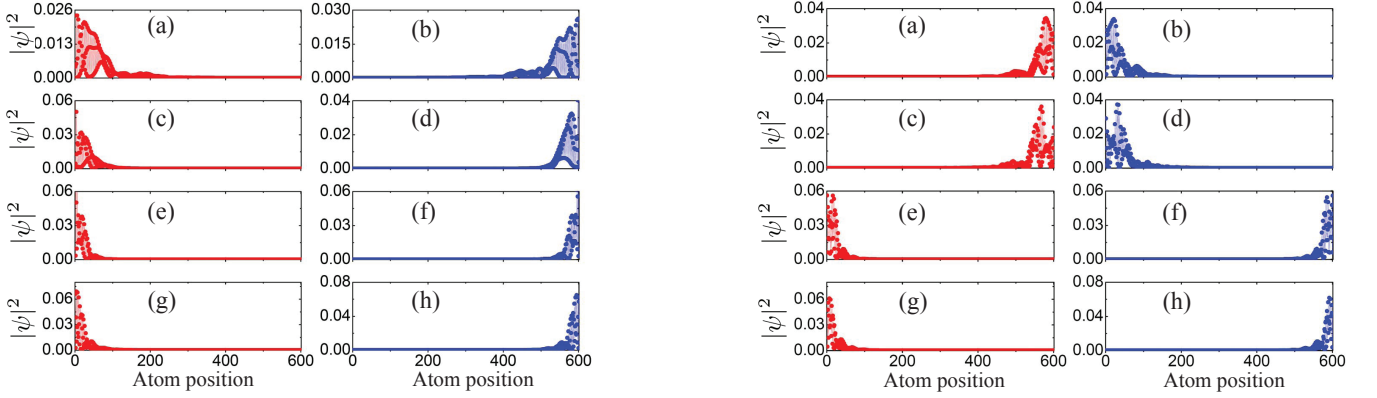 0.026
0.013
0.000
|ψ|²
(a)
0.030
0.015
0.000
(b)
0.06
0.03
0.00
|ψ|²
(c)
0.04
0.02
0.00
(d)
0.06
0.03
0.00
|ψ|²
(e)
0.06
0.03
0.00
(f)
0.06
0.03
0.00
|ψ|²
(g)
0.08
0.04
0.00
(h)
0 200 400 600
Atom position
0 200 400 600
Atom position
0.04
0.02
0.00
|ψ|²
(a)
0.04
0.02
0.00
(b)
0.04
0.02
0.00
|ψ|²
(c)
0.04
0.02
0.00
(d)
0.06
0.03
0.00
|ψ|²
(e)
0.06
0.03
0.00
(f)
0.06
0.03
0.00
|ψ|²
(g)
0.08
0.04
0.00
(h)
0 200 400 600
Atom position
0 200 400 600
Atom position